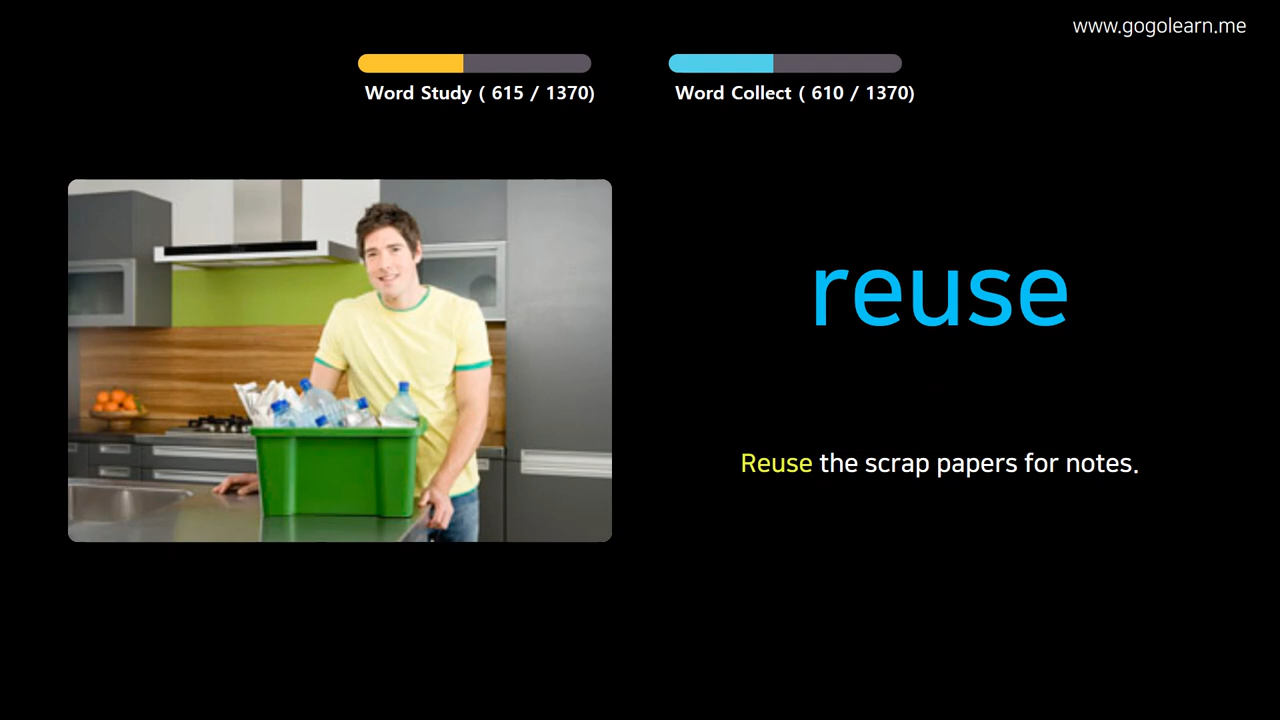 www.gogolearn.me
Word Study ( 615 / 1370)
Word Collect ( 610 / 1370)
reuse
Reuse the scrap papers for notes.